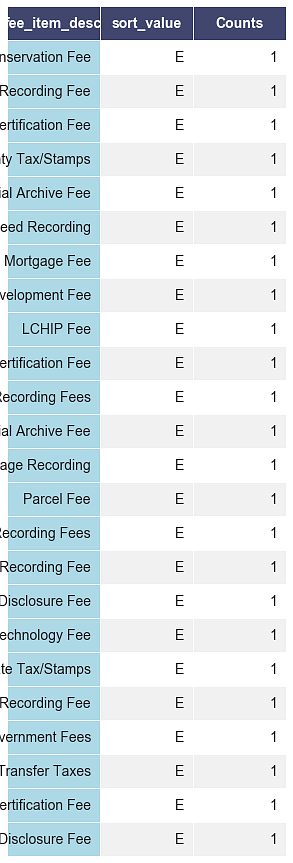 fee_item_desc sort_value Counts
nservation Fee E 1
Recording Fee E 1
ertification Fee E 1
ty Tax/Stamps E 1
ial Archive Fee E 1
eed Recording E 1
Mortgage Fee E 1
velopment Fee E 1
LCHIP Fee E 1
ertification Fee E 1
Recording Fees E 1
ial Archive Fee E 1
age Recording E 1
Parcel Fee E 1
Recording Fees E 1
Recording Fee E 1
Disclosure Fee E 1
echnology Fee E 1
te Tax/Stamps E 1
Recording Fee E 1
vernment Fees E 1
Transfer Taxes E 1
ertification Fee E 1
Disclosure Fee E 1